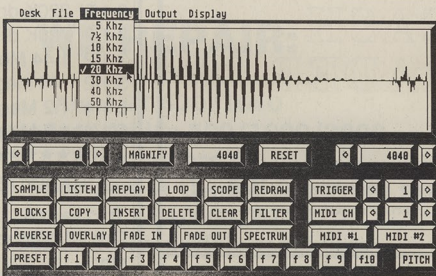 Desk File Frequency Output Display
5 Khz
7½ Khz
10 Khz
15 Khz
✓ 20 Khz
30 Khz
40 Khz
50 Khz
0 MAGNIFY 4840 RESET 4840
SAMPLE LISTEN REPLAY LOOP SCOPE REDRAW TRIGGER 1
BLOCKS COPY INSERT DELETE CLEAR FILTER MIDI CH 1
REVERSE OVERLAY FADE IN FADE OUT SPECTRUM MIDI #1 MIDI #2
PRESET f 1 f 2 f 3 f 4 f 5 f 6 f 7 f 8 f 9 f10 PITCH